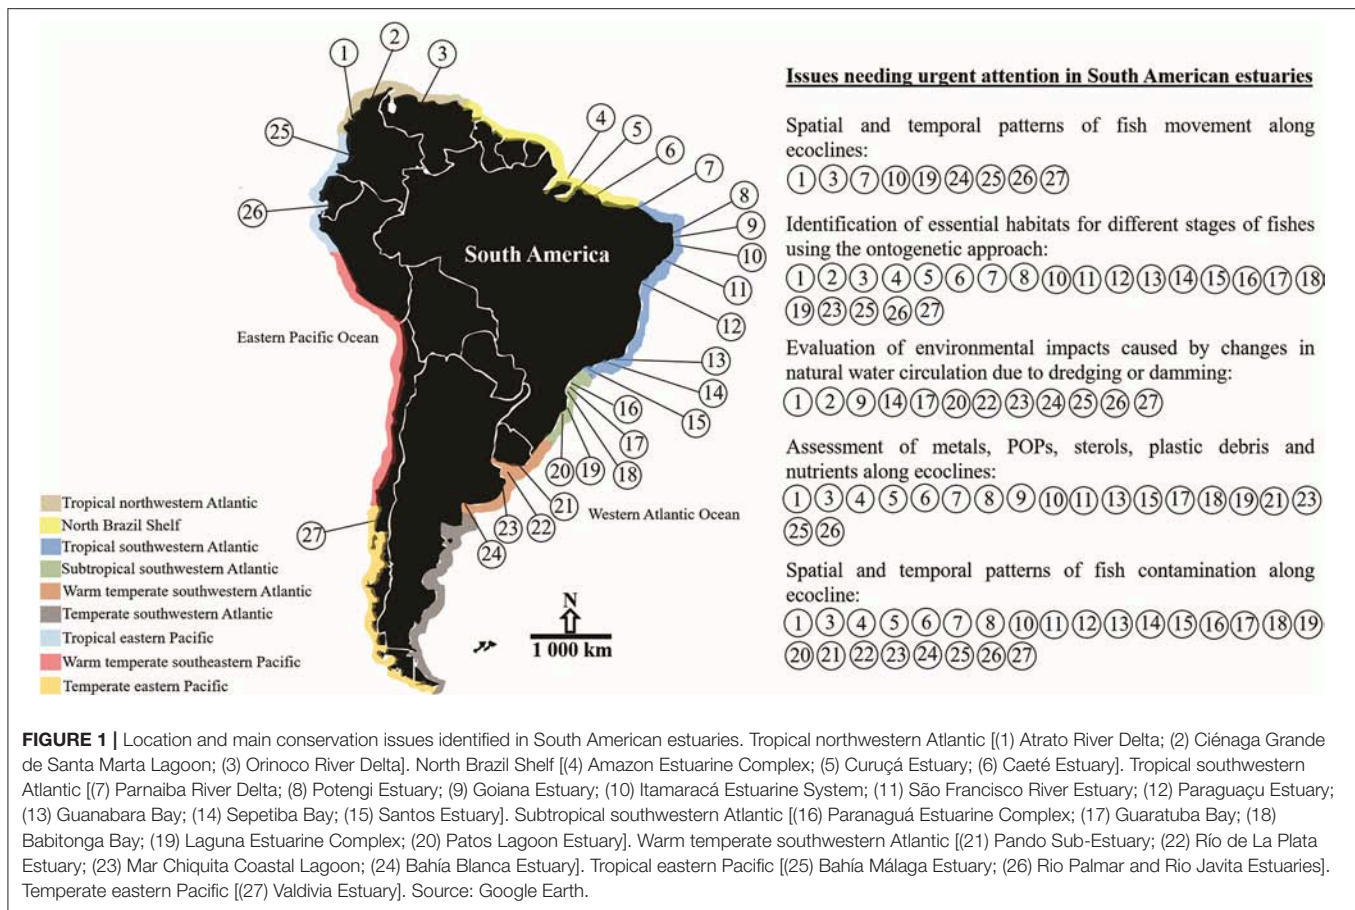 1
2
3
4
5
6
7
8
9
10
11
12
13
14
15
16
17
18
19
20
21
22
23
24
25
26
27
South America
Eastern Pacific Ocean
Western Atlantic Ocean
Tropical northwestern Atlantic
North Brazil Shelf
Tropical southwestern Atlantic
Subtropical southwestern Atlantic
Warm temperate southwestern Atlantic
Temperate southwestern Atlantic
Tropical eastern Pacific
Warm temperate southeastern Pacific
Temperate eastern Pacific
N
1 000 km
Issues needing urgent attention in South American estuaries
Spatial and temporal patterns of fish movement along
ecoclines:
1 3 7 10 19 24 25 26 27
Identification of essential habitats for different stages of fishes
using the ontogenetic approach:
1 2 3 4 5 6 7 8 10 11 12 13 14 15 16 17 18
19 23 25 26 27
Evaluation of environmental impacts caused by changes in
natural water circulation due to dredging or damming:
1 2 9 14 17 20 22 23 24 25 26 27
Assessment of metals, POPs, sterols, plastic debris and
nutrients along ecoclines:
1 3 4 5 6 7 8 9 10 11 13 15 17 18 19 21 23
25 26
Spatial and temporal patterns of fish contamination along
ecocline:
1 3 4 5 6 7 8 10 11 12 13 14 15 16 17 18 19
20 21 22 23 24 25 26 27
FIGURE 1 | Location and main conservation issues identified in South American estuaries. Tropical northwestern Atlantic [(1) Atrato River Delta; (2) Ciénaga Grande
de Santa Marta Lagoon; (3) Orinoco River Delta]. North Brazil Shelf [(4) Amazon Estuarine Complex; (5) Curuçá Estuary; (6) Caeté Estuary]. Tropical southwestern
Atlantic [(7) Parnaiba River Delta; (8) Potengi Estuary; (9) Goiana Estuary; (10) Itamaracá Estuarine System; (11) São Francisco River Estuary; (12) Paraguaçu Estuary;
(13) Guanabara Bay; (14) Sepetiba Bay; (15) Santos Estuary]. Subtropical southwestern Atlantic [(16) Paranaguá Estuarine Complex; (17) Guaratuba Bay; (18)
Babitonga Bay; (19) Laguna Estuarine Complex; (20) Patos Lagoon Estuary]. Warm temperate southwestern Atlantic [(21) Pando Sub-Estuary; (22) Río de La Plata
Estuary; (23) Mar Chiquita Coastal Lagoon; (24) Bahía Blanca Estuary]. Tropical eastern Pacific [(25) Bahía Málaga Estuary; (26) Rio Palmar and Rio Javita Estuaries].
Temperate eastern Pacific [(27) Valdivia Estuary]. Source: Google Earth.